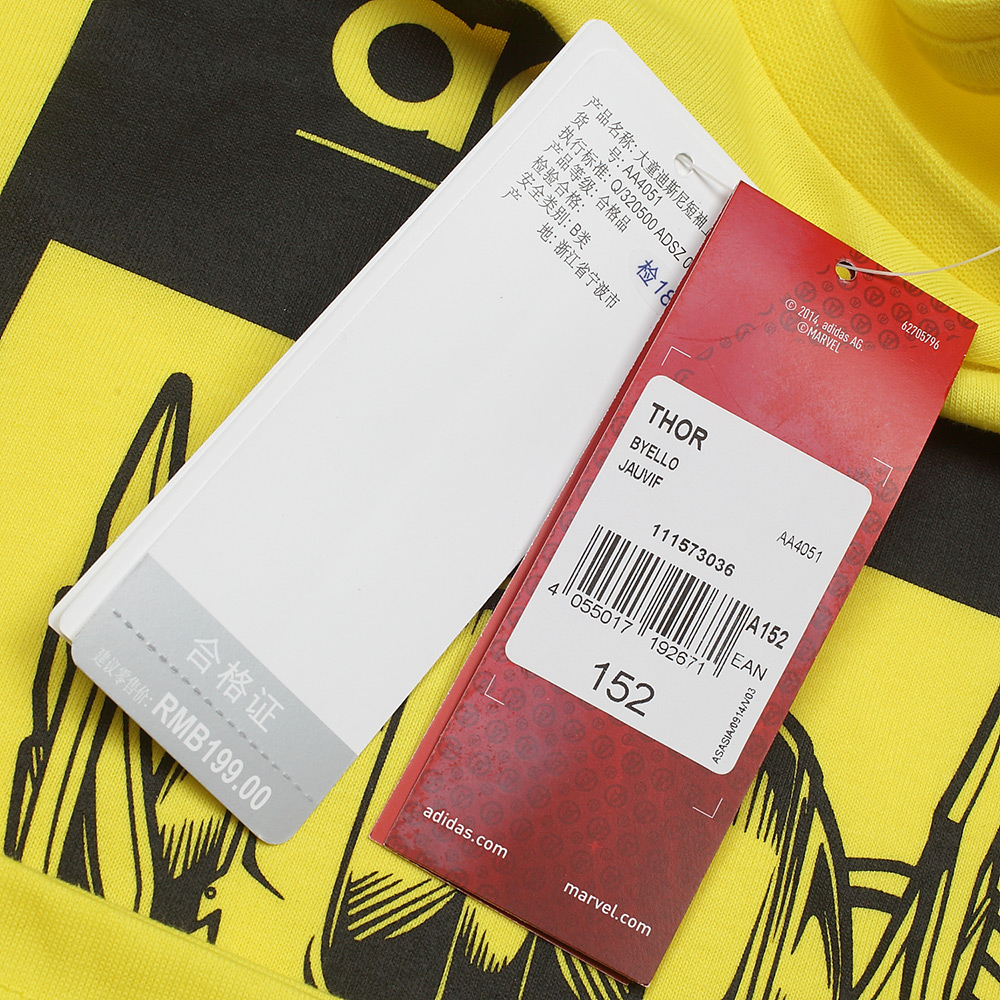 产品名称: 大童迪斯尼短袖
货 号: AA4051
执行标准: Q/320500 ADSZ 0
产品等级: 合格品
检验合格:
安全类别: B类
产 地: 浙江省宁波市
检18
合格证
建议零售价:
RMB199.00
© 2014, adidas AG.
©MARVEL
62705796
THOR
BYELLO
JAUVIF
AA4051
111573036
A152
4 055017 192671
EAN
152
ASASIA/0914/V03
adidas.com
marvel.com